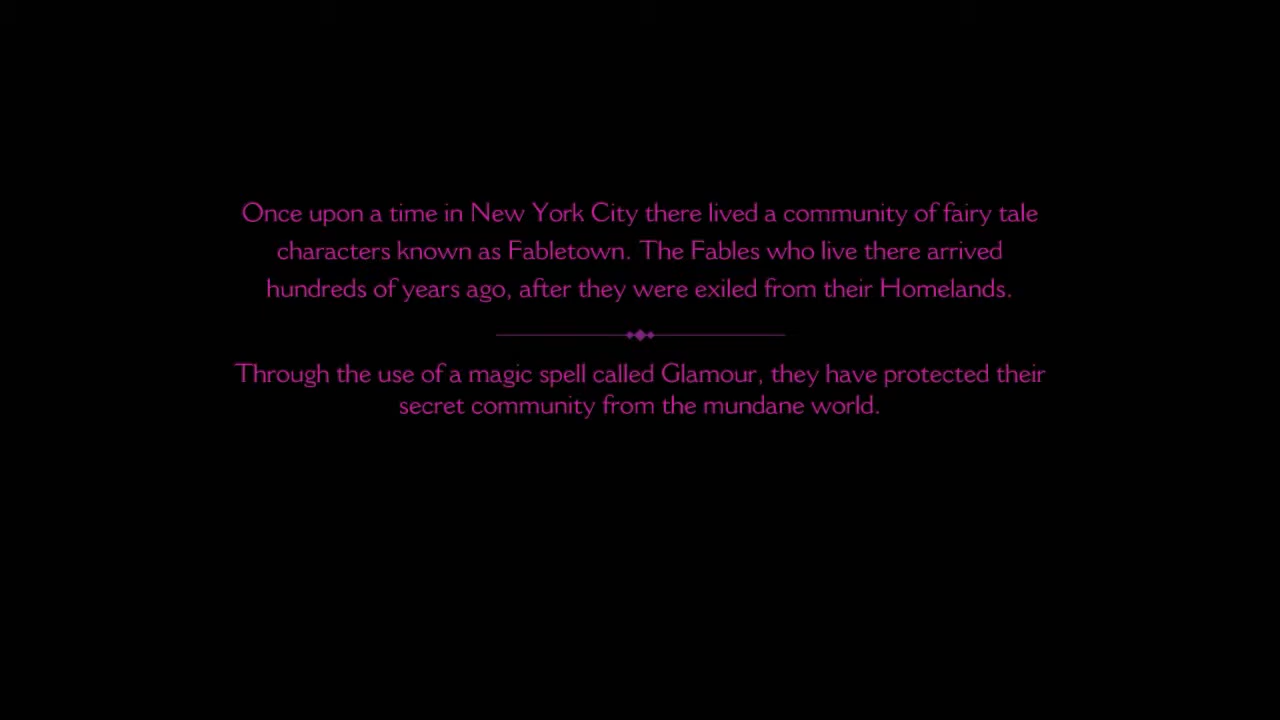 Once upon a time in New York City there lived a community of fairy tale
characters known as Fabletown. The Fables who live there arrived
hundreds of years ago, after they were exiled from their Homelands.
Through the use of a magic spell called Glamour, they have protected their
secret community from the mundane world.